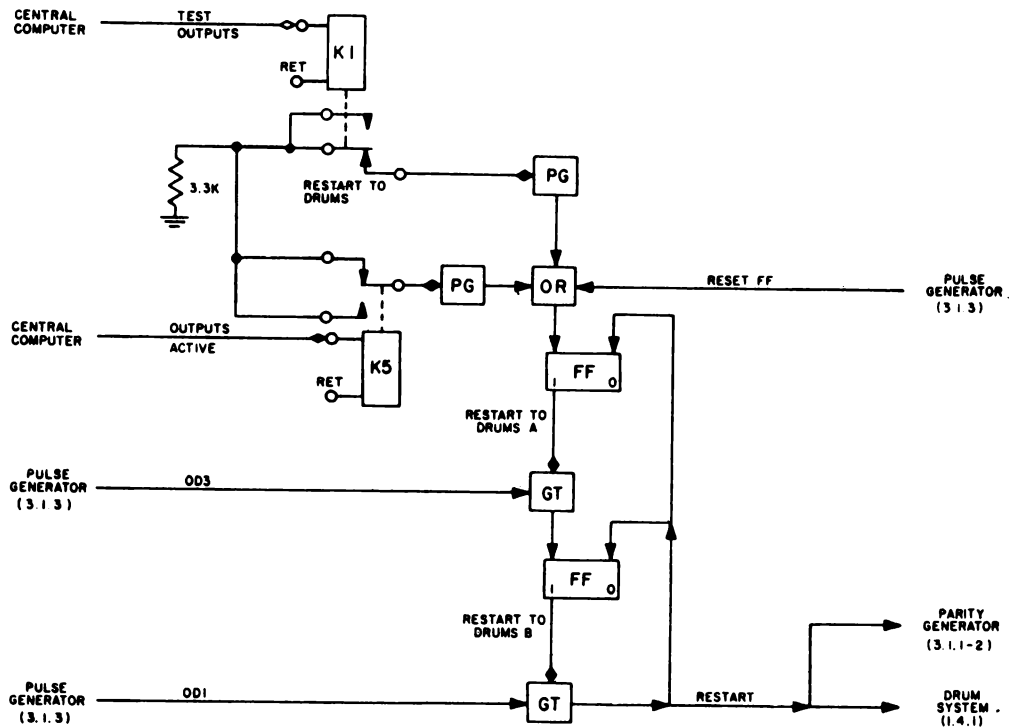 CENTRAL
COMPUTER
TEST
OUTPUTS
K1
RET
3.3K
RESTART TO
DRUMS
PG
PG
OR
RESET FF
PULSE
GENERATOR
(3.1.3)
CENTRAL
COMPUTER
OUTPUTS
ACTIVE
K5
RET
1 FF 0
RESTART TO
DRUMS A
PULSE
GENERATOR
(3.1.3)
OD3
GT
1 FF 0
RESTART TO
DRUMS B
PARITY
GENERATOR
(3.1.1-2)
PULSE
GENERATOR
(3.1.3)
OD1
GT
RESTART
DRUM
SYSTEM.
(1.4.1)